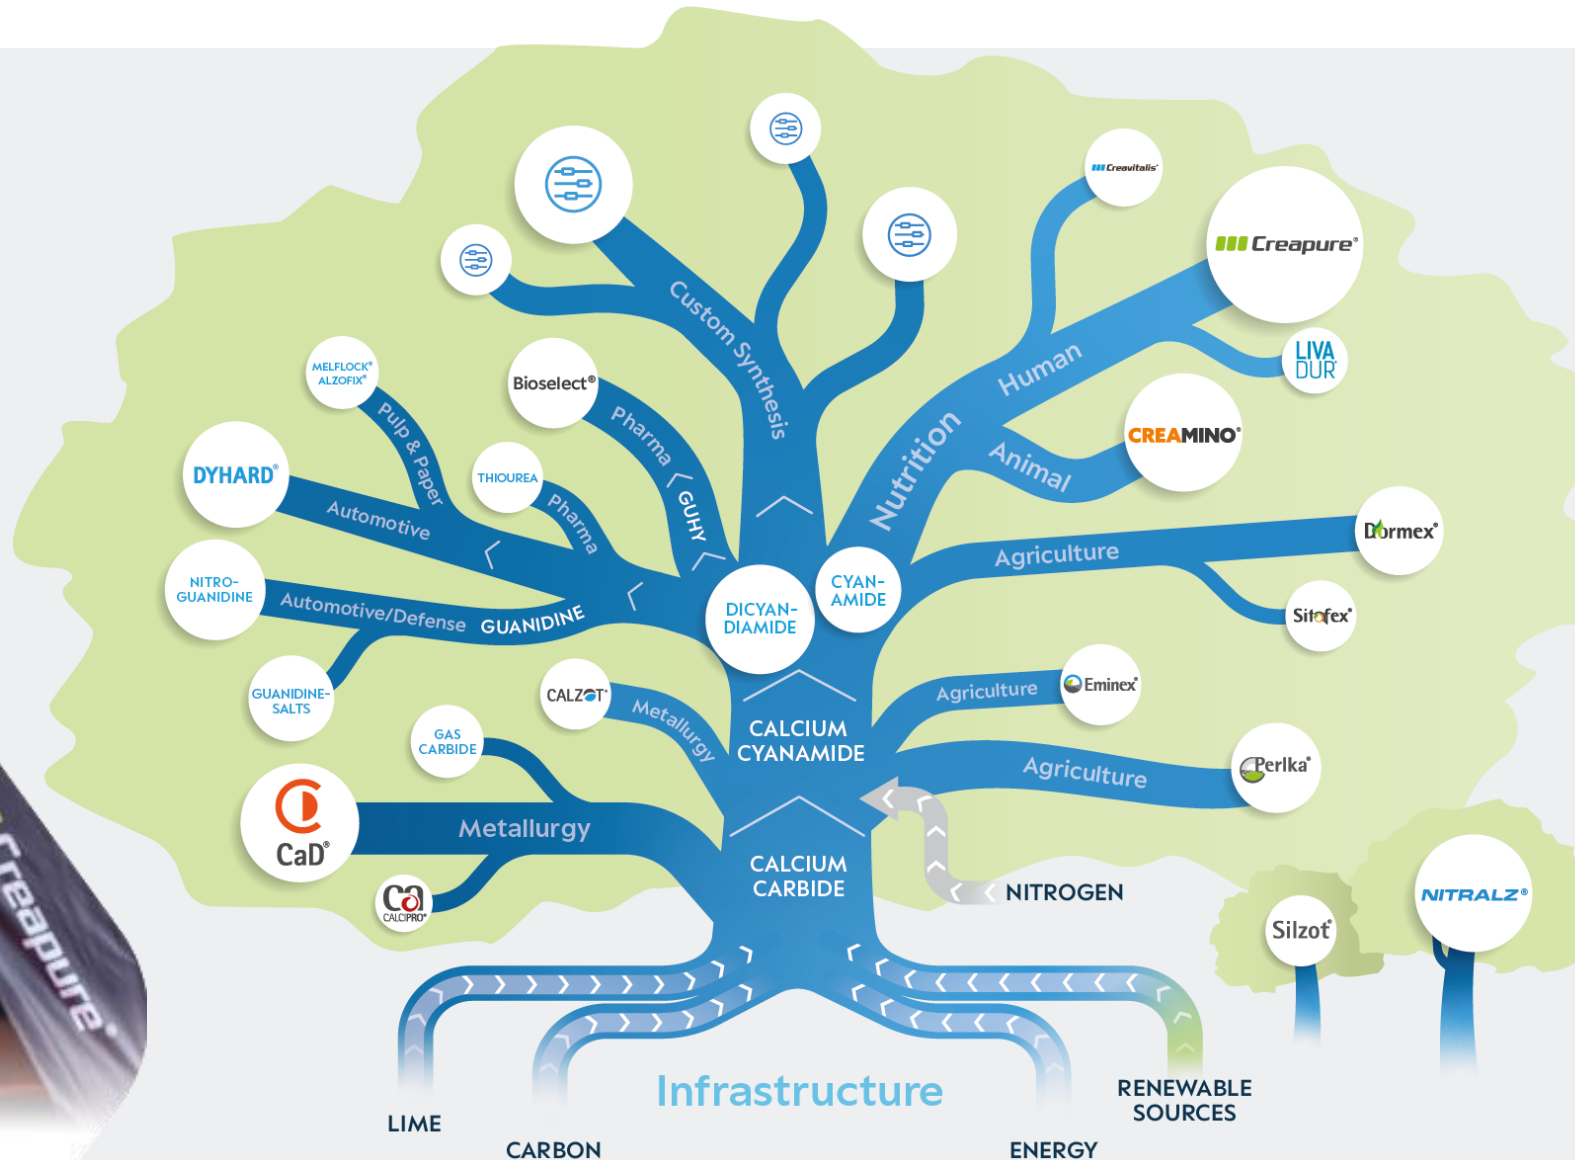 Creavitalis®
Creapure®
LIVA
DUR®
Custom Synthesis
Human
MELFLOCK®
ALZOFIX®
Bioselect®
Pulp & Paper
Pharma
GUHY
Nutrition
Animal
CREAMINO®
DYHARD®
THIOUREA
Pharma
Automotive
Dormex®
Agriculture
NITRO-
GUANIDINE
Automotive/Defense
GUANIDINE
DICYAN-
DIAMIDE
CYAN-
AMIDE
Sitofex®
GUANIDINE-
SALTS
CALZOT®
Metallurgy
Agriculture
Eminex®
GAS
CARBIDE
CALCIUM
CYANAMIDE
Agriculture
Perlka®
CaD®
Metallurgy
CALCIUM
CARBIDE
CALCIPRO®
NITROGEN
Silzot®
NITRALZ®
Creapure®
Infrastructure
LIME
CARBON
ENERGY
RENEWABLE
SOURCES